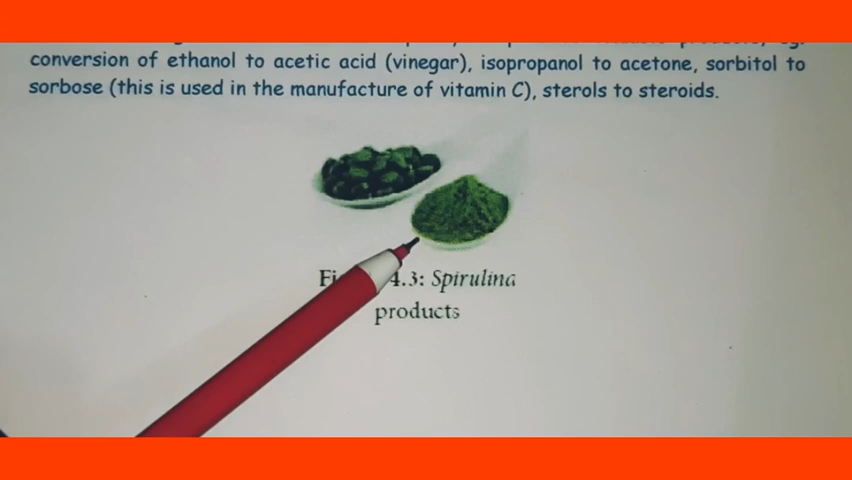 conversion of ethanol to acetic acid (vinegar), isopropanol to acetone, sorbitol to
sorbose (this is used in the manufacture of vitamin C), sterols to steroids.
4.3: Spirulina
products